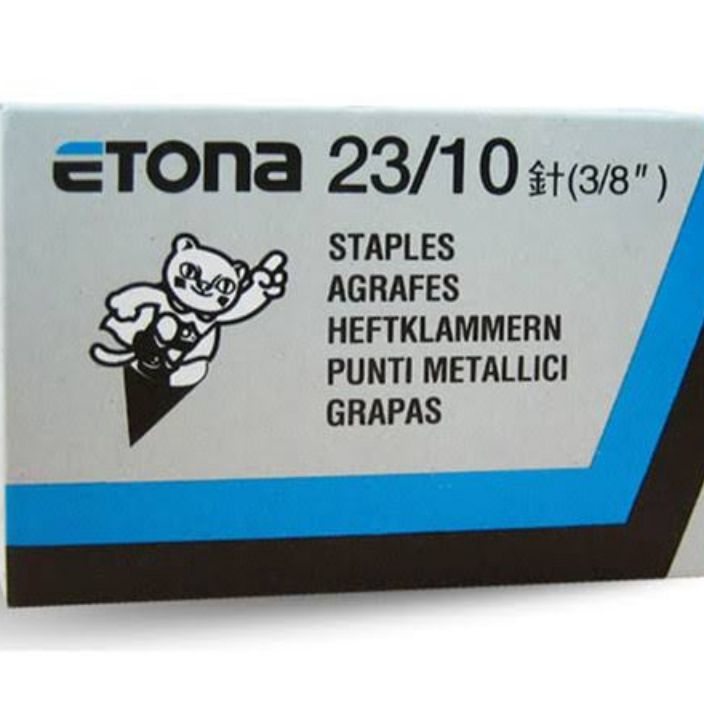 ETONA 23/10 針(3/8")
STAPLES
AGRAFES
HEFTKLAMMERN
PUNTI METALLICI
GRAPAS